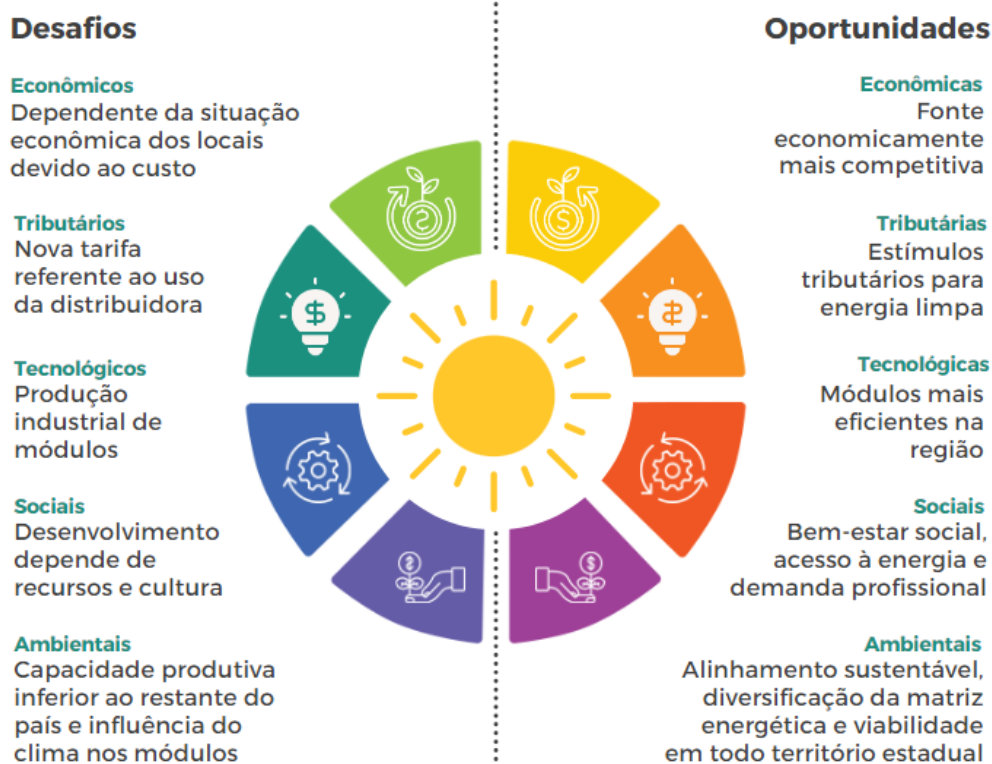 Desafios
Econômicos
Dependente da situação
econômica dos locais
devido ao custo
Tributários
Nova tarifa
referente ao uso
da distribuidora
Tecnológicos
Produção
industrial de
módulos
Sociais
Desenvolvimento
depende de
recursos e cultura
Ambientais
Capacidade produtiva
inferior ao restante do
país e influência do
clima nos módulos
Oportunidades
Econômicas
Fonte
economicamente
mais competitiva
Tributárias
Estímulos
tributários para
energia limpa
Tecnológicas
Módulos mais
eficientes na
região
Sociais
Bem-estar social,
acesso à energia e
demanda profissional
Ambientais
Alinhamento sustentável,
diversificação da matriz
energética e viabilidade
em todo território estadual